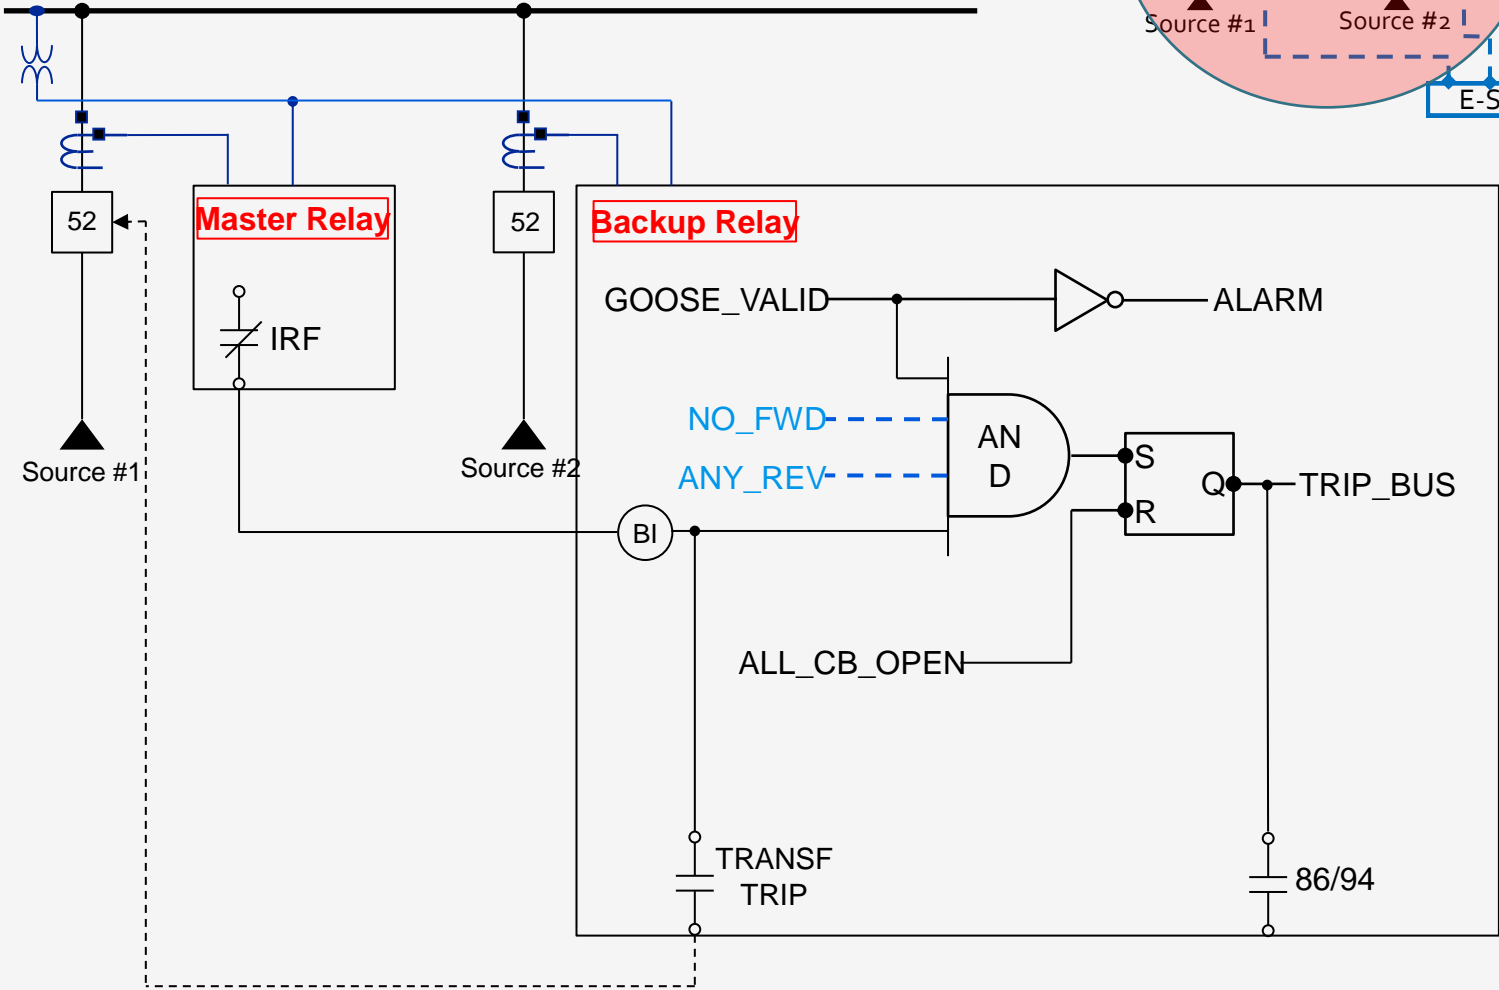 Source #1
Source #2
E-S
52
Master Relay
52
Backup Relay
GOOSE_VALID
ALARM
IRF
NO_FWD
AN
D
S
Source #1
Source #2
ANY_REV
Q
TRIP_BUS
R
BI
ALL_CB_OPEN
TRANSF
TRIP
86/94